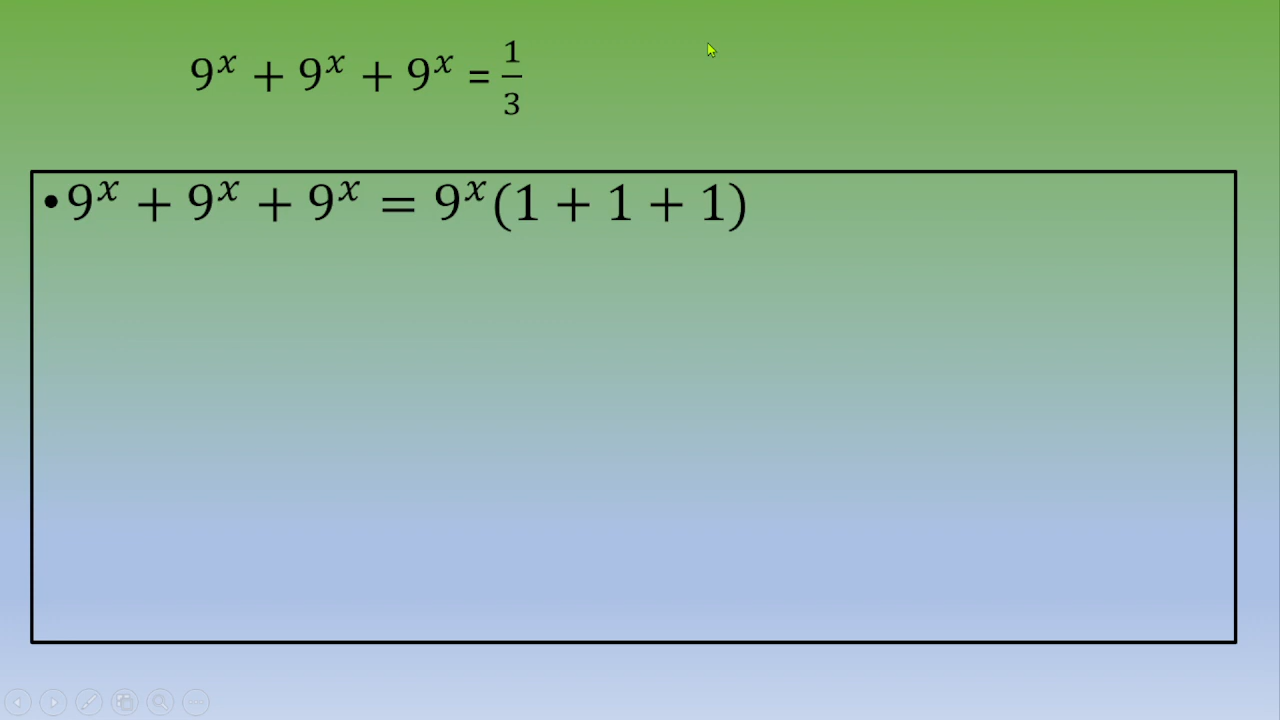 9^x + 9^x + 9^x = 1/3
• 9^x + 9^x + 9^x = 9^x(1 + 1 + 1)